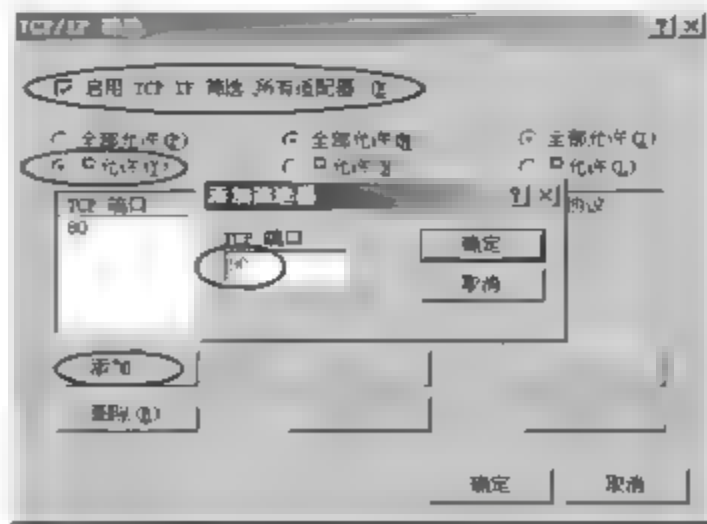 TCP/IP 筛选
启用 TCP/IP 筛选 (所有适配器) (E)
全部允许(P) 全部允许 全部允许(I)
只允许(Y) 只允许 只允许(L)
TCP 端口
80
添加筛选器
TCP 端口
确定
取消
协议
添加
删除(R)
确定 取消